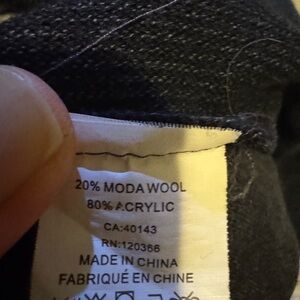 20% MODA WOOL
80% ACRYLIC
CA:40143
RN:120366
MADE IN CHINA
FABRIQUÉ EN CHINE